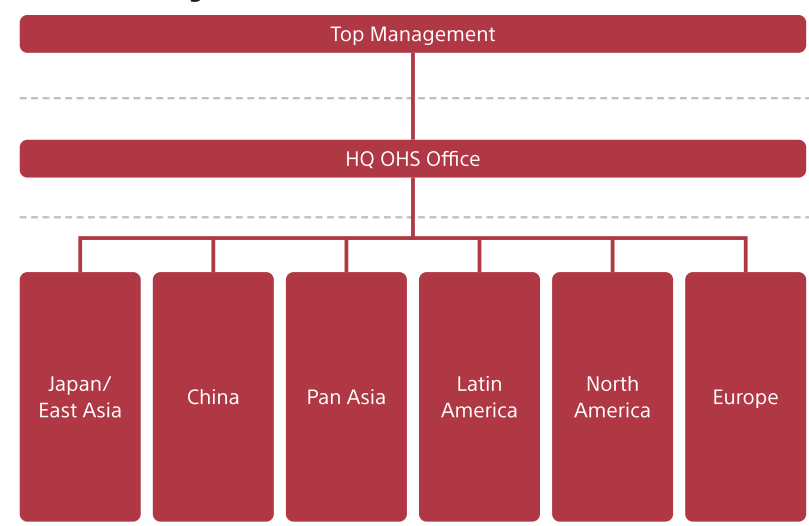 Top Management
HQ OHS Office
Japan/
East Asia
China
Pan Asia
Latin
America
North
America
Europe